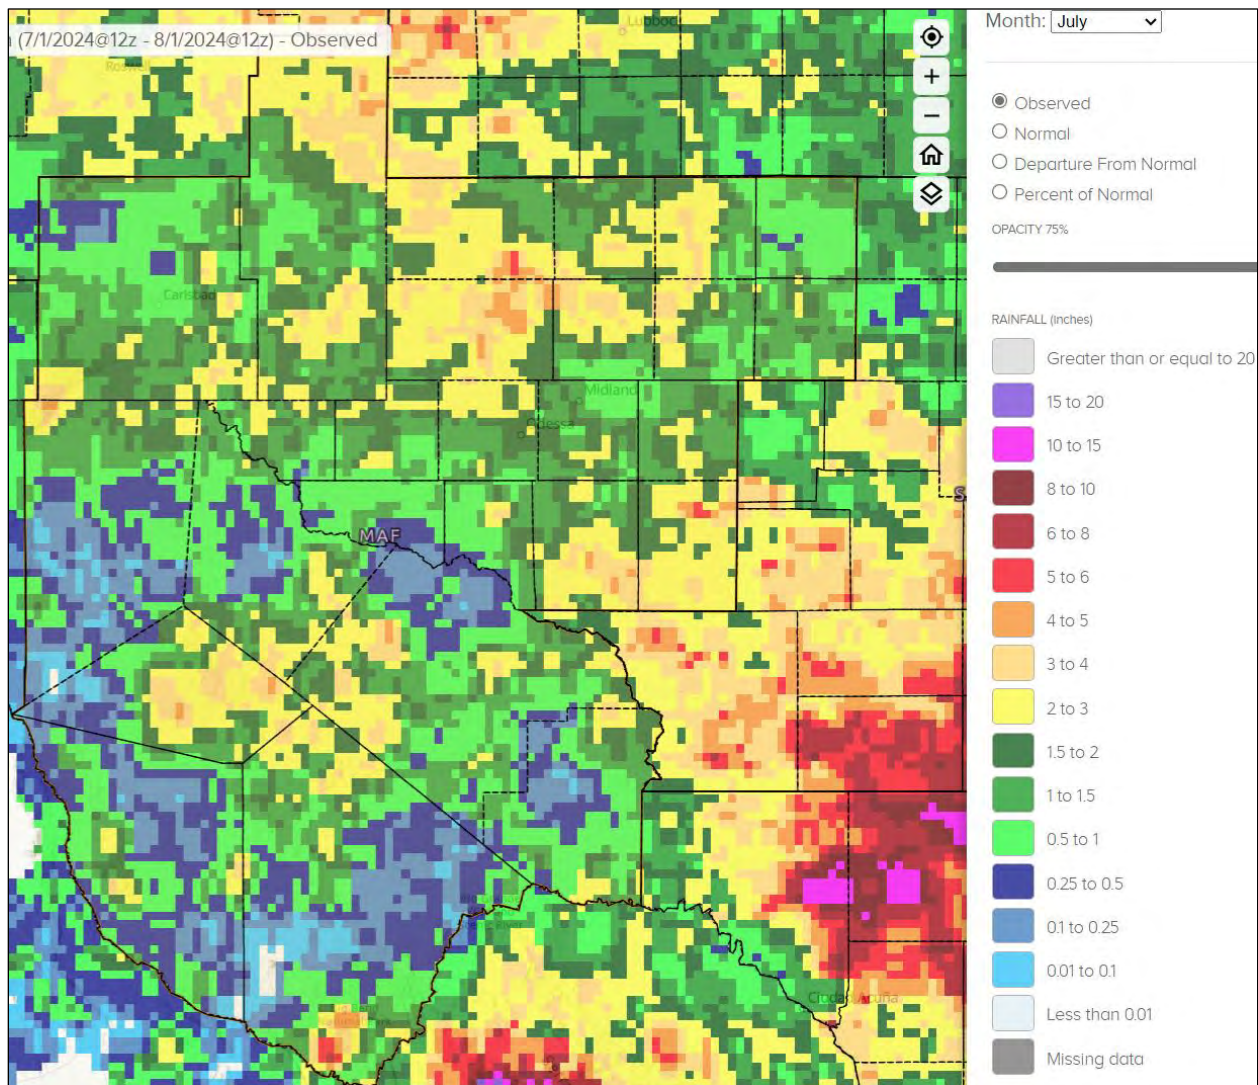 (7/1/2024@12z - 8/1/2024@12z) - Observed
Month: July
Observed
Normal
Departure From Normal
Percent of Normal
OPACITY 75%
RAINFALL (inches)
Greater than or equal to 20
15 to 20
10 to 15
8 to 10
6 to 8
5 to 6
4 to 5
3 to 4
2 to 3
1.5 to 2
1 to 1.5
0.5 to 1
0.25 to 0.5
0.1 to 0.25
0.01 to 0.1
Less than 0.01
Missing data
Lubboc
Roswell
Carlsbad
Midland
Odessa
MAF
S
Ciudad Acuña